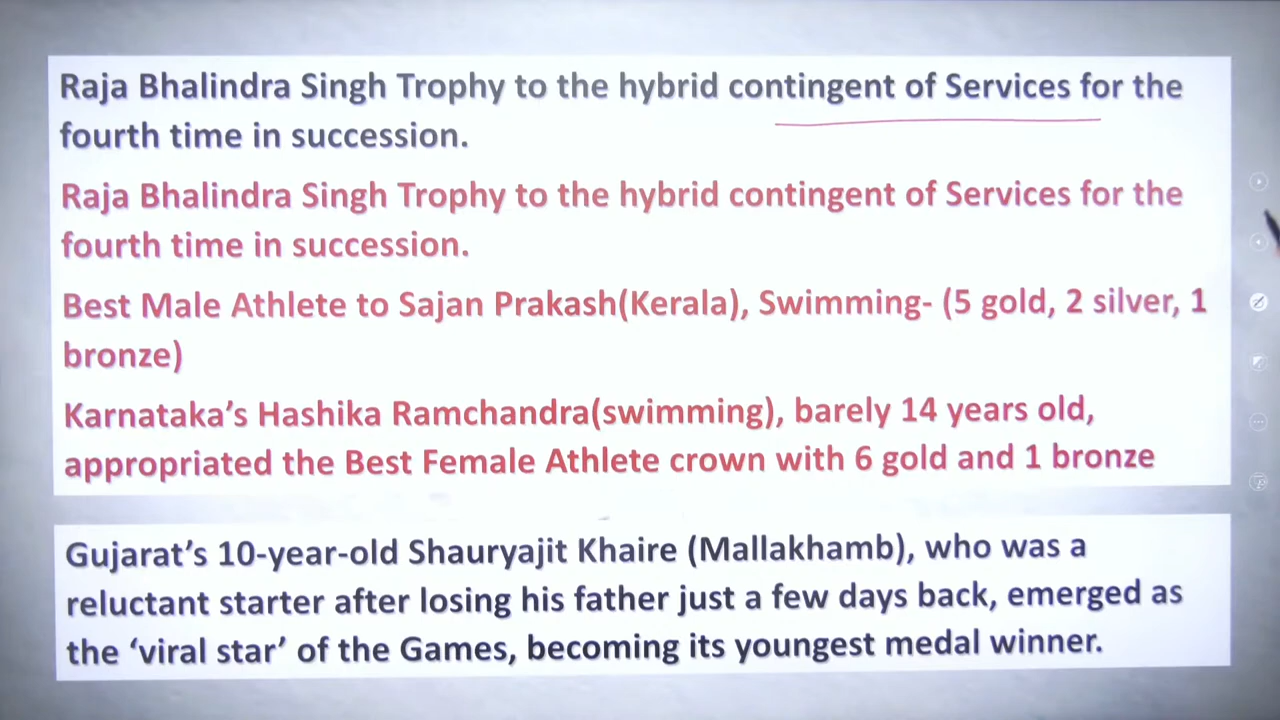 Raja Bhalindra Singh Trophy to the hybrid contingent of Services for the
fourth time in succession.
Raja Bhalindra Singh Trophy to the hybrid contingent of Services for the
fourth time in succession.
Best Male Athlete to Sajan Prakash(Kerala), Swimming- (5 gold, 2 silver, 1
bronze)
Karnataka’s Hashika Ramchandra(swimming), barely 14 years old,
appropriated the Best Female Athlete crown with 6 gold and 1 bronze
Gujarat’s 10-year-old Shauryajit Khaire (Mallakhamb), who was a
reluctant starter after losing his father just a few days back, emerged as
the ‘viral star’ of the Games, becoming its youngest medal winner.